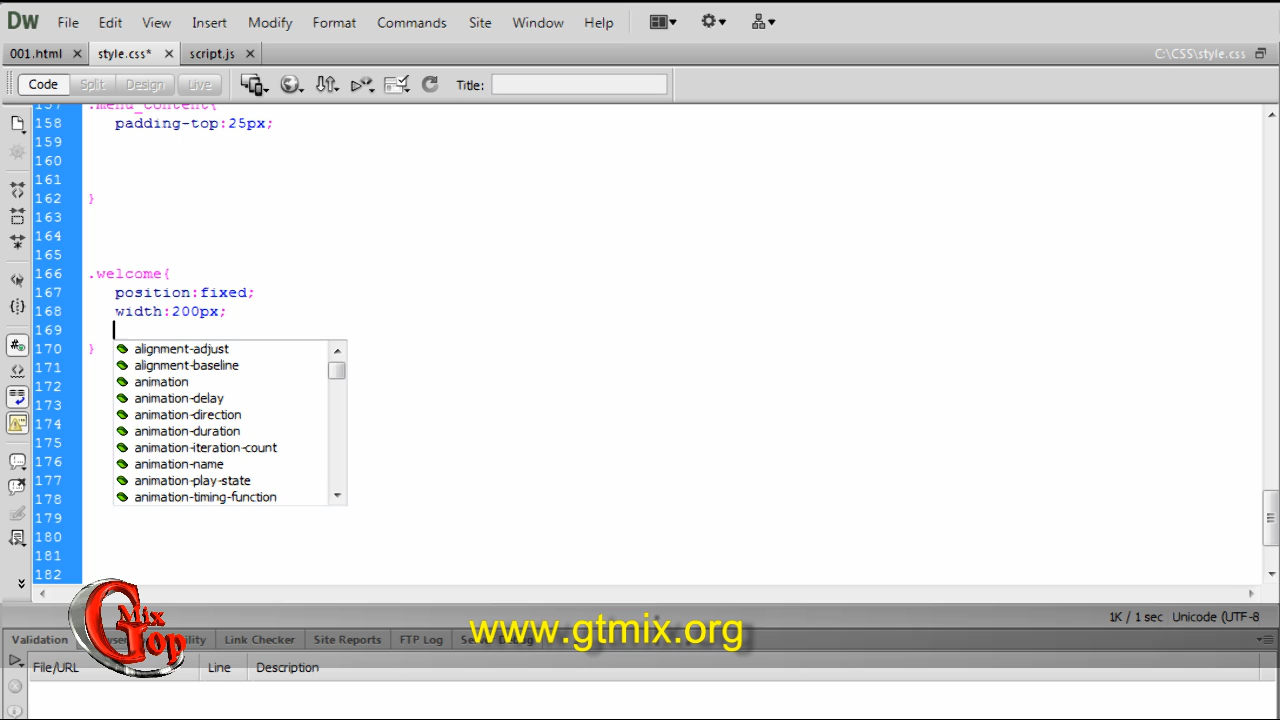 Dw File Edit View Insert Modify Format Commands Site Window Help
001.html style.css* script.js C:\CSS\style.css
Code Split Design Live Title:
157 .menu_content{
158 padding-top:25px;
159
160
161
162 }
163
164
165
166 .welcome{
167 position:fixed;
168 width:200px;
169
170 }
171
172
173
174
175
176
177
178
179
180
181
182
alignment-adjust
alignment-baseline
animation
animation-delay
animation-direction
animation-duration
animation-iteration-count
animation-name
animation-play-state
animation-timing-function
1K / 1 sec Unicode (UTF-8
Validation Link Checker Site Reports FTP Log
G Mix Top
www.gtmix.org
File/URL Line Description